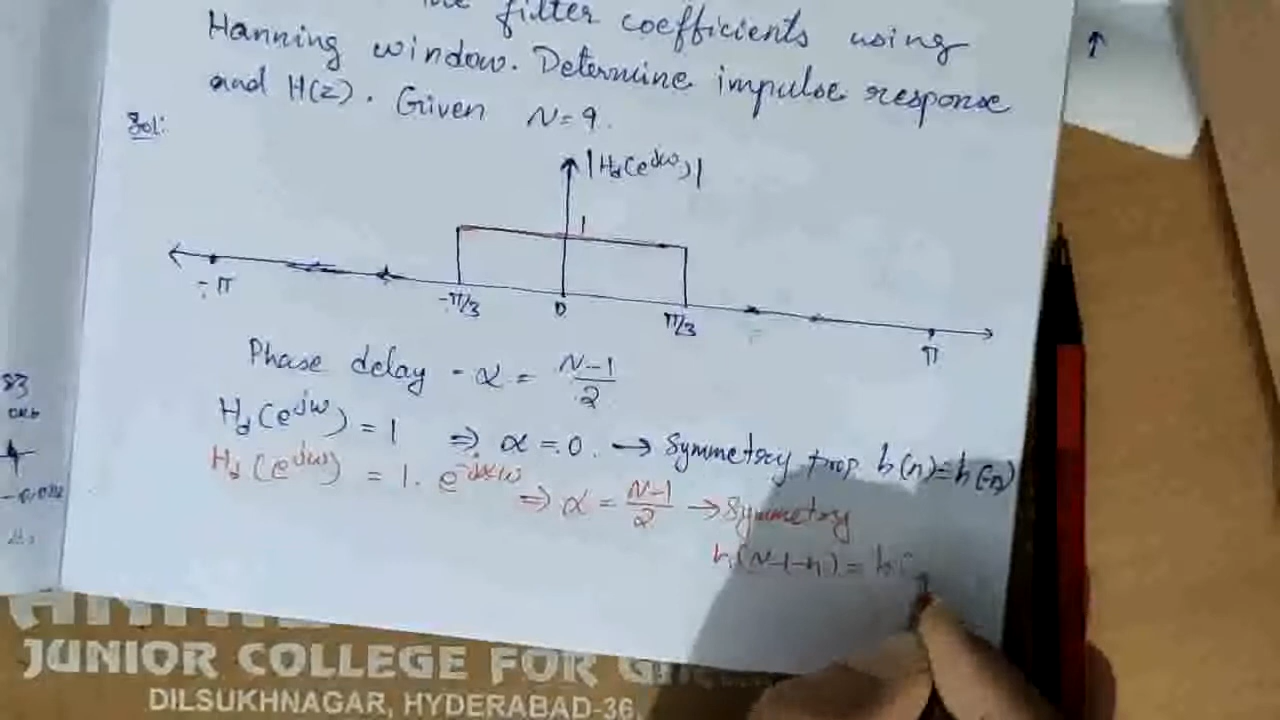 filter coefficients using
Hanning window. Determine impulse response
and H(z). Given N=9.
Sol:
|Hd(e^jω)|
1
-π
-π/3
0
π/3
π
Phase delay - α = N-1/2
Hd(e^jω) = 1 ⇒ α = 0. → Symmetry prop h(n)=h(-n)
Hd(e^jω) = 1. e^-jαω ⇒ α = N-1/2 → Symmetry
h(N-1-n) = h(
JUNIOR COLLEGE FOR GI
DILSUKHNAGAR, HYDERABAD-36.